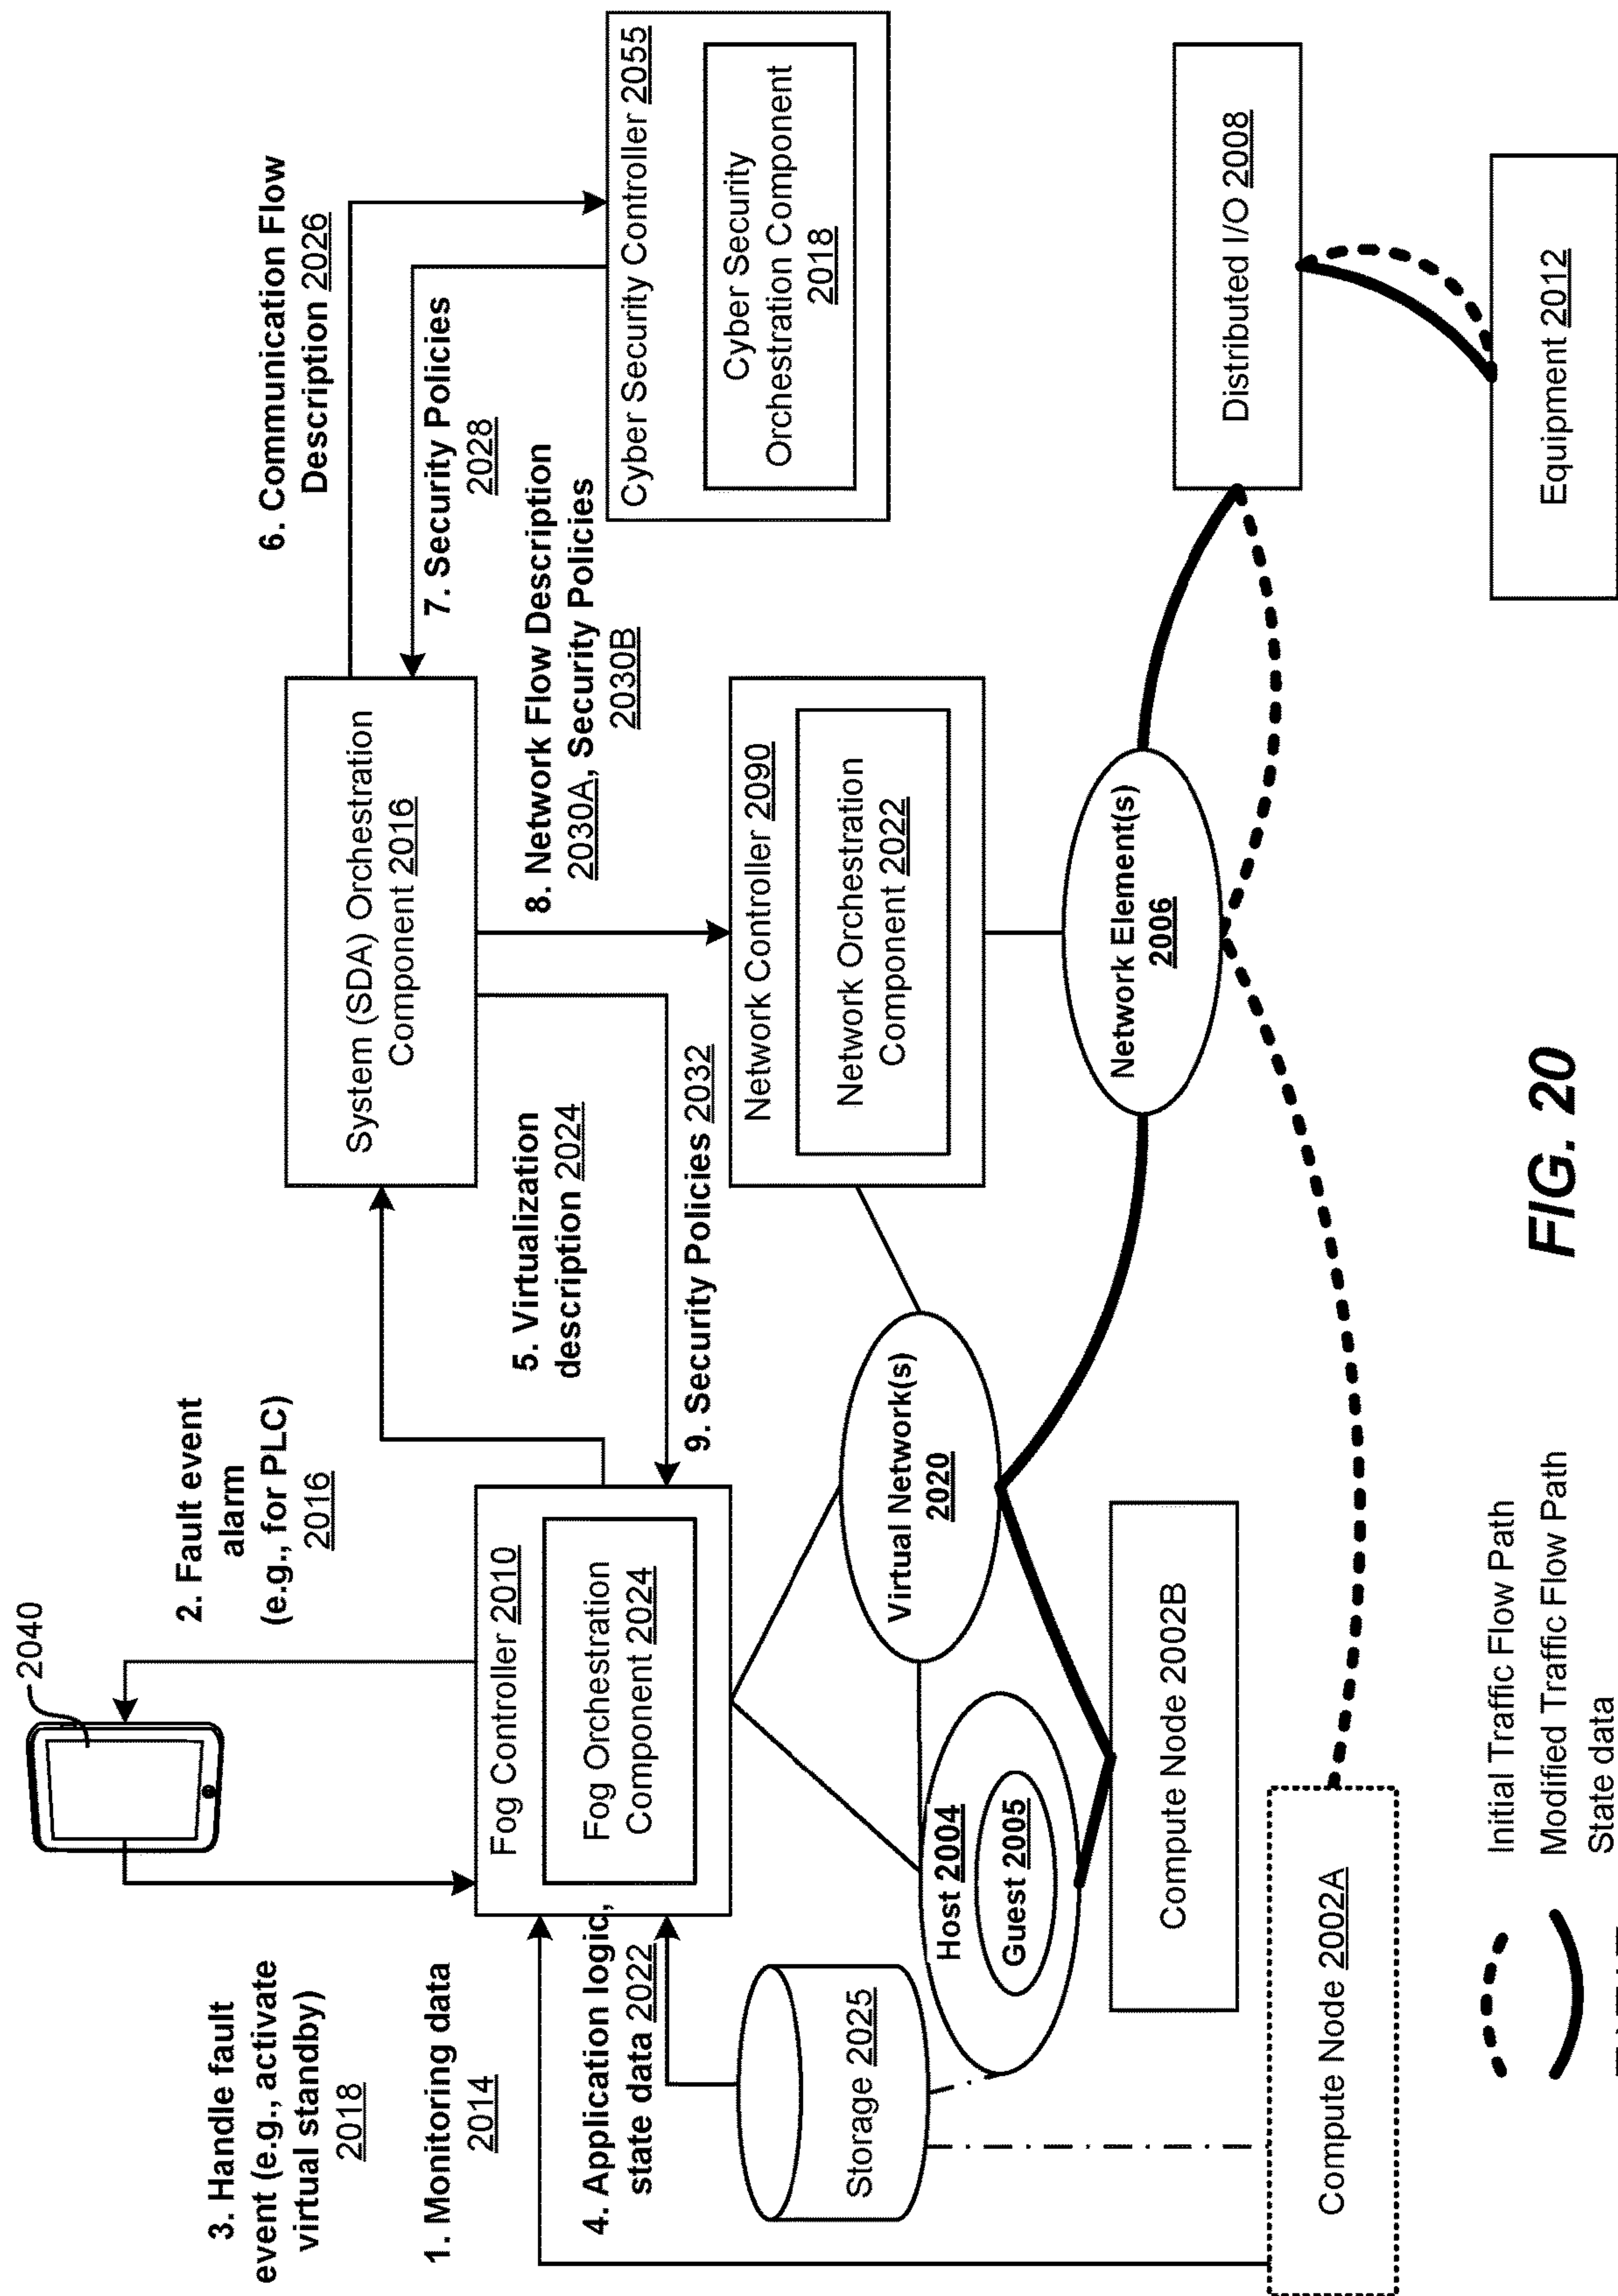 2040
2. Fault event
alarm
(e.g., for PLC)
2016
3. Handle fault
event (e.g., activate
virtual standby)
2018
1. Monitoring data
2014
4. Application logic,
state data 2022
Fog Controller 2010
Fog Orchestration
Component 2024
5. Virtualization
description 2024
System (SDA) Orchestration
Component 2016
6. Communication Flow
Description 2026
7. Security Policies
2028
8. Network Flow Description
2030A, Security Policies
2030B
9. Security Policies 2032
Cyber Security Controller 2055
Cyber Security
Orchestration Component
2018
Network Controller 2090
Network Orchestration
Component 2022
Storage 2025
Host 2004
Guest 2005
Virtual Network(s)
2020
Network Element(s)
2006
Distributed I/O 2008
Compute Node 2002B
Compute Node 2002A
Equipment 2012
Initial Traffic Flow Path
Modified Traffic Flow Path
State data
FIG. 20